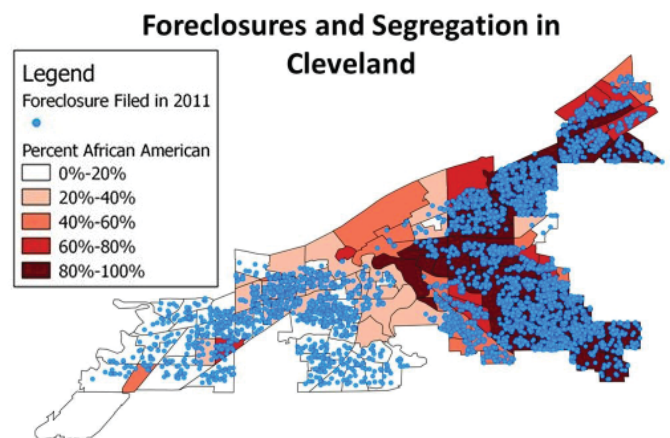 Foreclosures and Segregation in
Cleveland
Legend
Foreclosure Filed in 2011
Percent African American
0%-20%
20%-40%
40%-60%
60%-80%
80%-100%